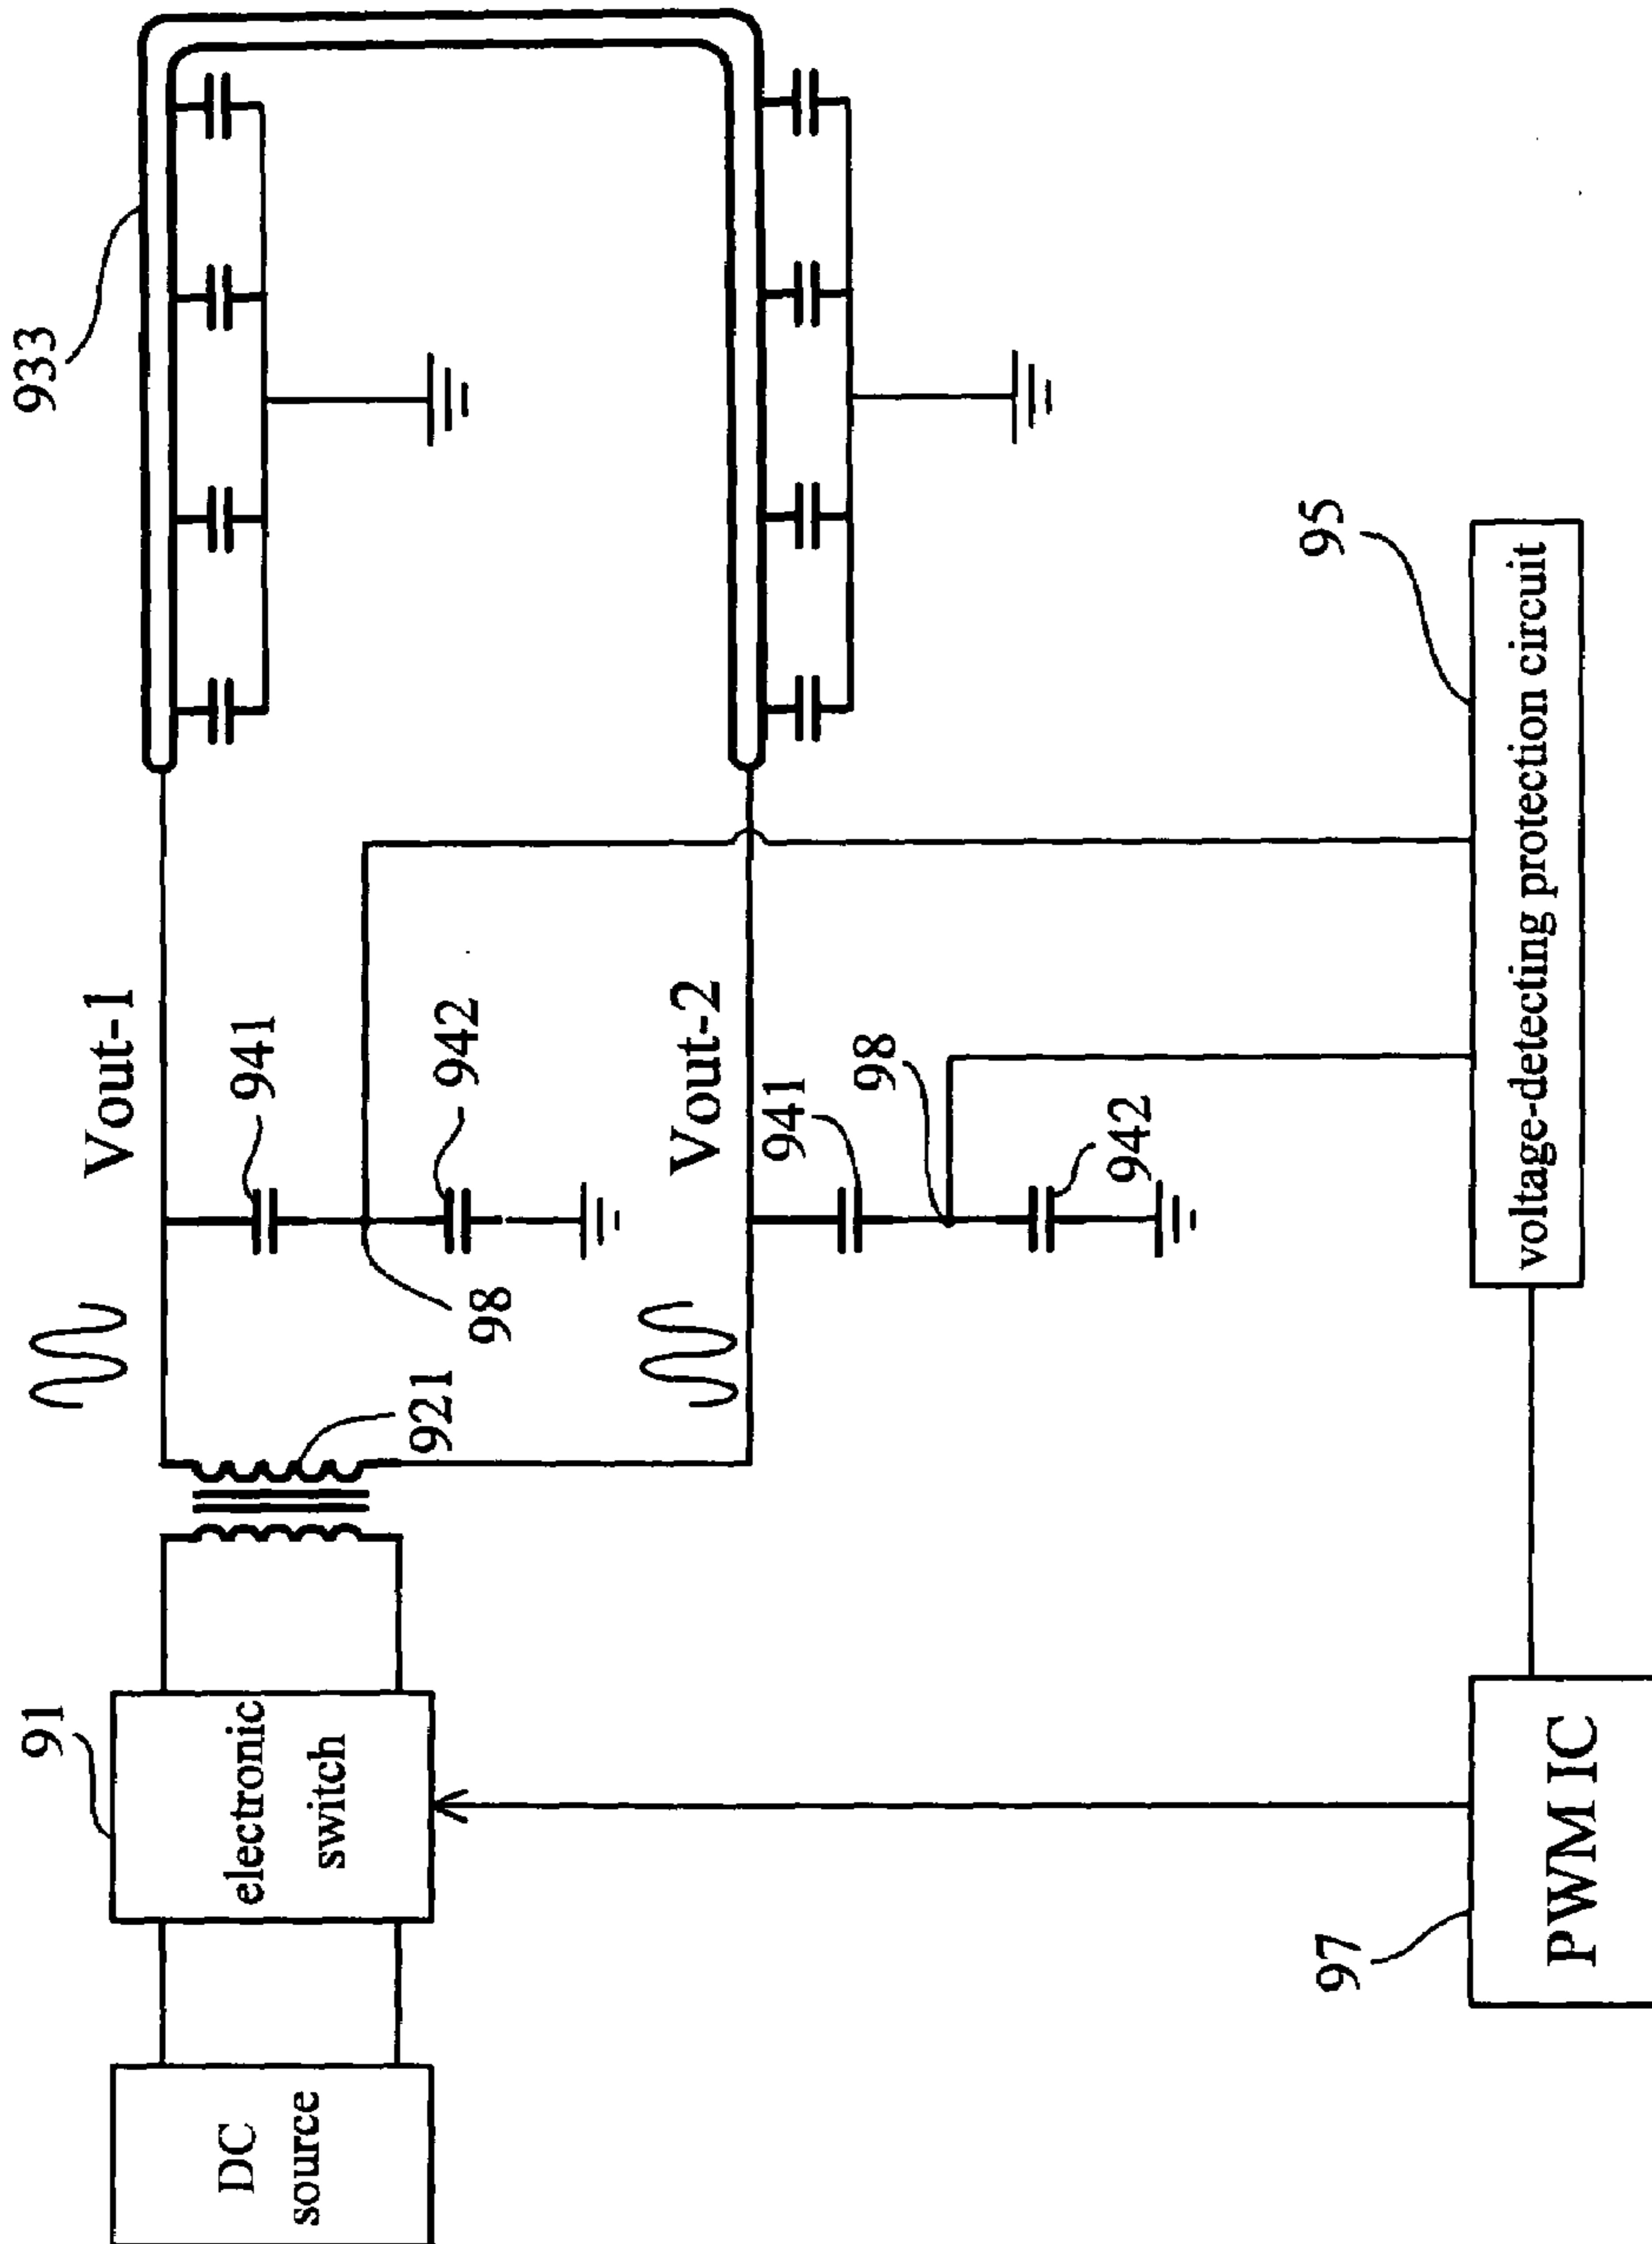 933
Vout-1
941
942
98
921
Vout-2
941
98
942
91
electronic
switch
DC
source
95
voltage-detecting protection circuit
97
PWM IC